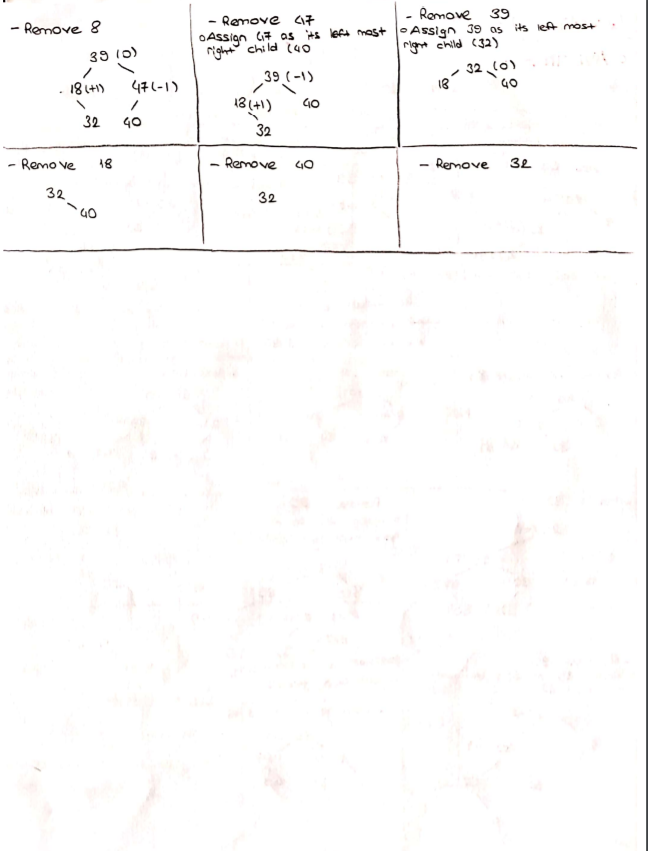 - Remove 8
39 (0)
18(+1) 47(-1)
32 40
- Remove 47
○ Assign 47 as its left most
right child (40
39 (-1)
18(+1) 40
32
- Remove 39
○ Assign 39 as its left most
right child (32)
32 (0)
18 40
- Remove 18
32
40
- Remove 40
32
- Remove 32